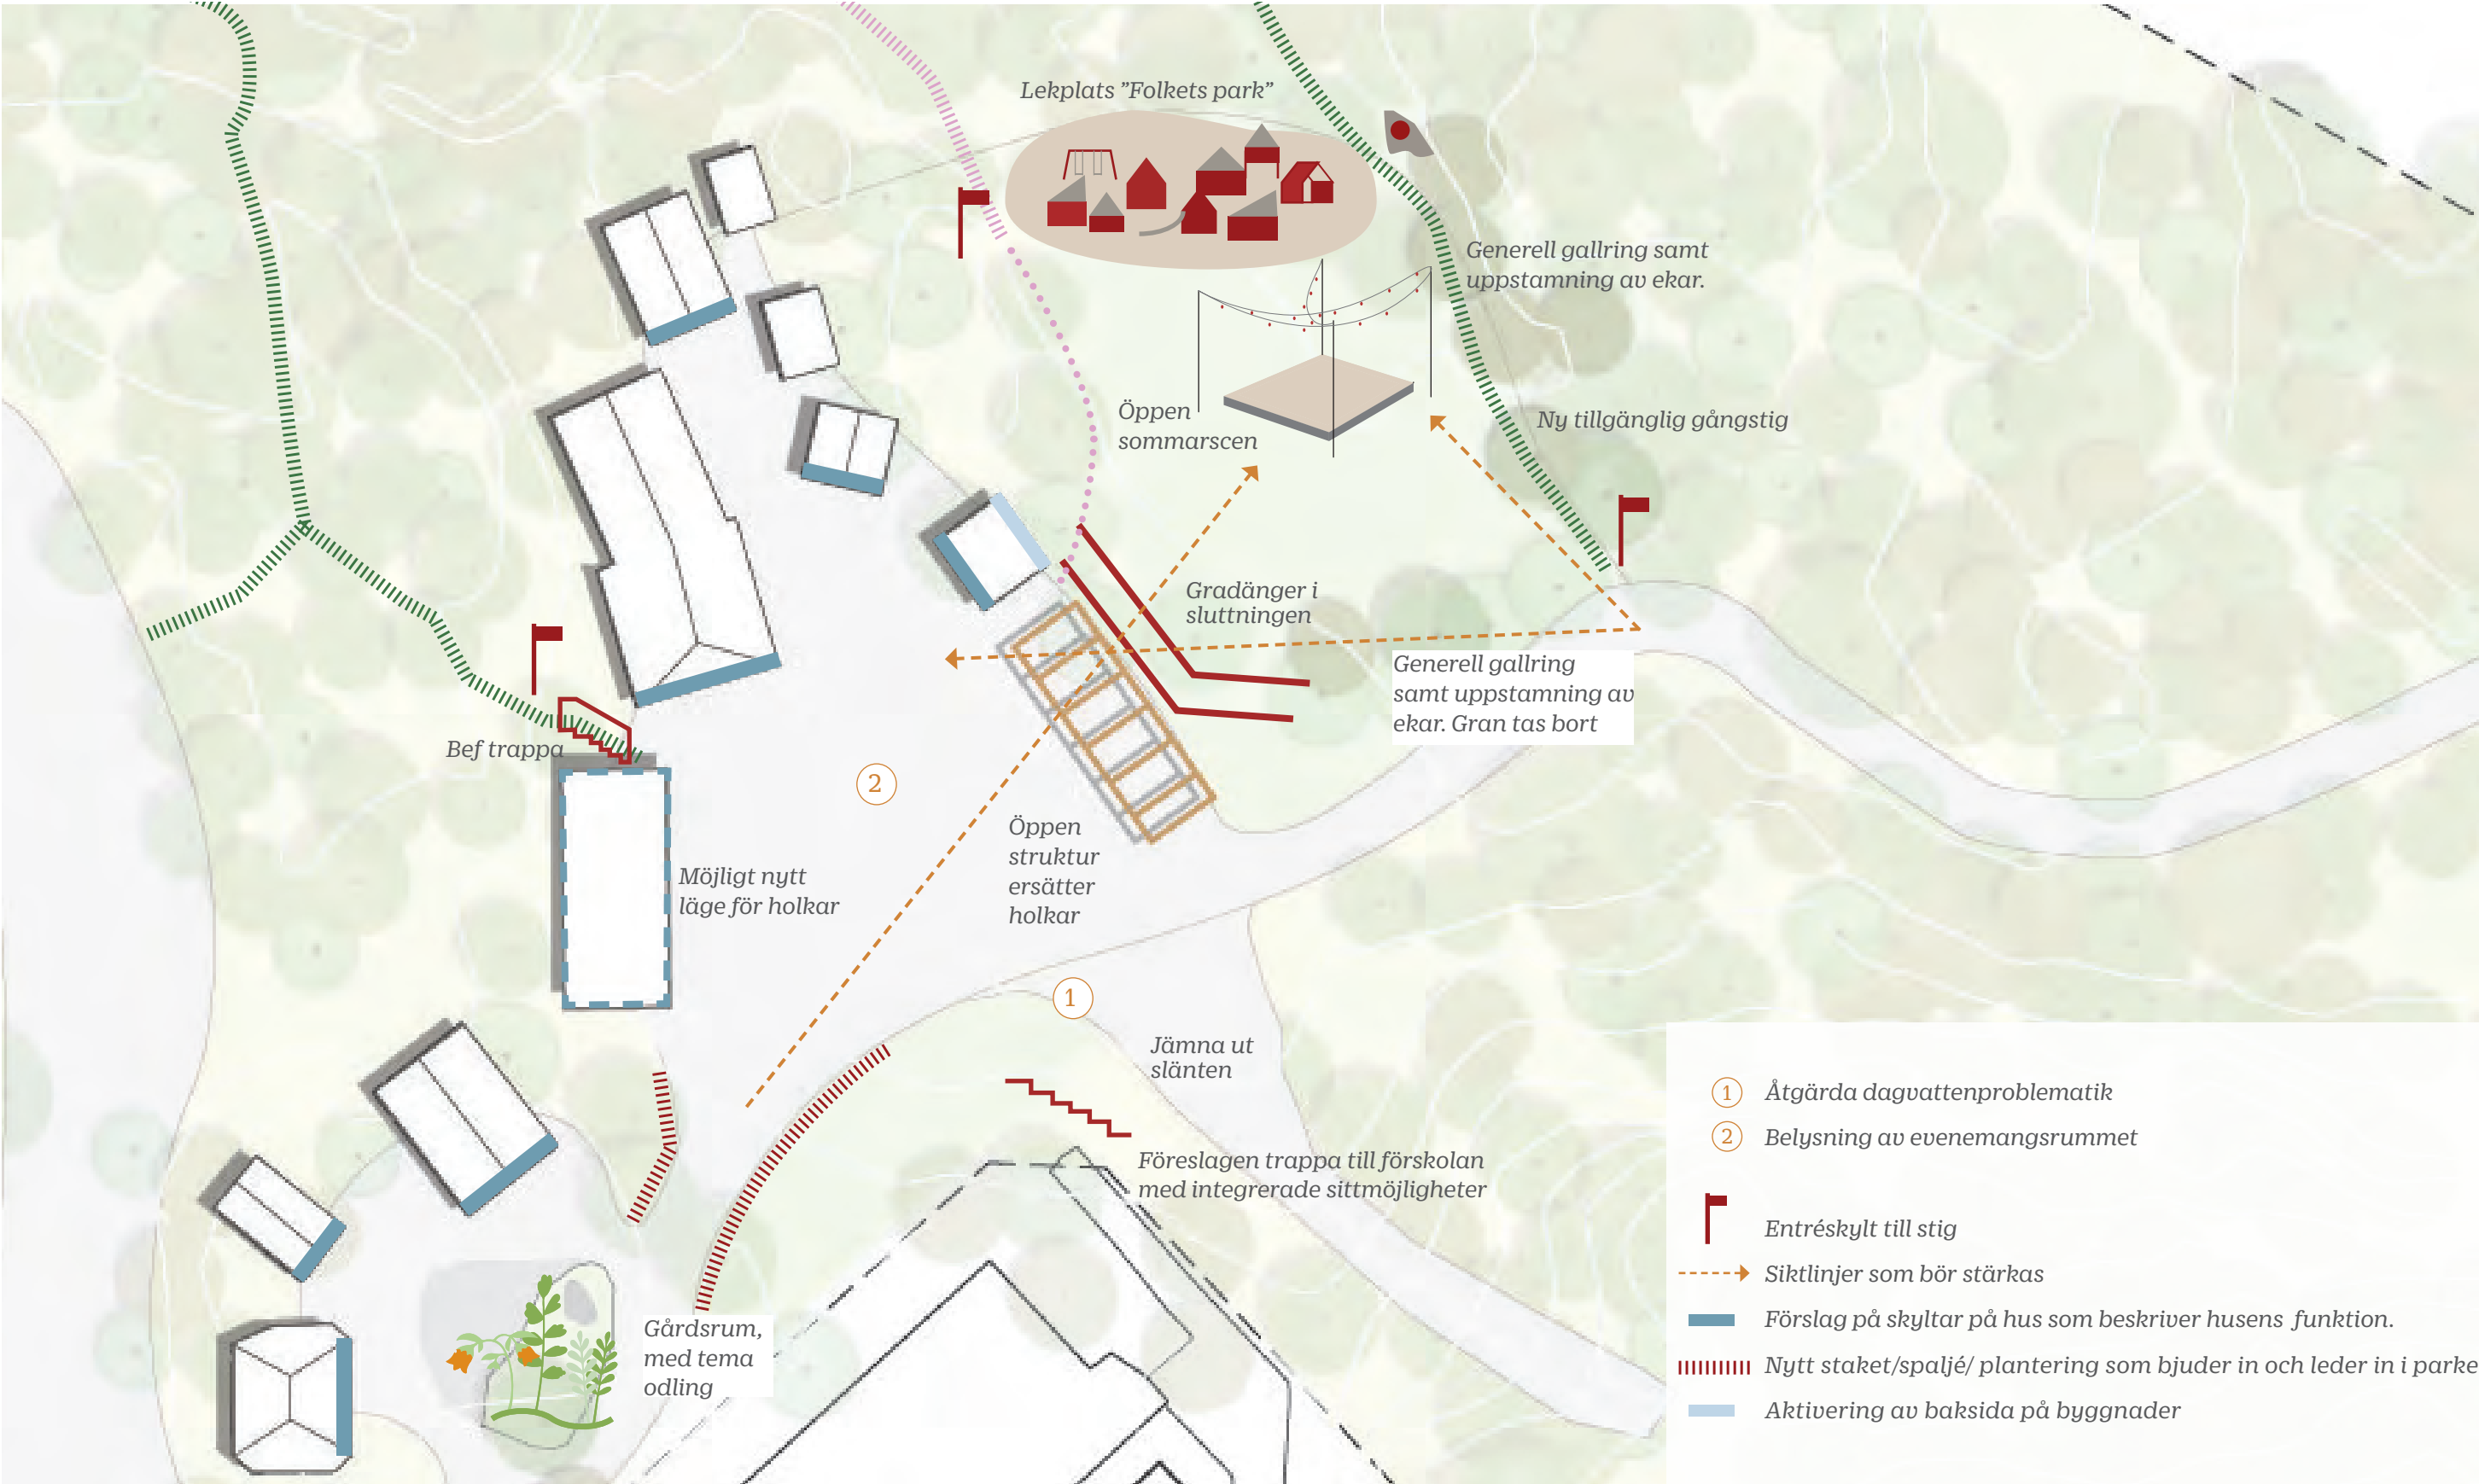 Lekplats ”Folkets park”
Generell gallring samt
uppstamning av ekar.
Öppen
sommarscen
Ny tillgänglig gångstig
Gradänger i
sluttningen
Generell gallring
samt uppstamning av
ekar. Gran tas bort
Bef trappa
2
Öppen
struktur
ersätter
holkar
Möjligt nytt
läge för holkar
1
Jämna ut
slänten
Föreslagen trappa till förskolan
med integrerade sittmöjligheter
Gårdsrum,
med tema
odling
1 Åtgärda dagvattenproblematik
2 Belysning av evenemangsrummet
Entréskylt till stig
Siktlinjer som bör stärkas
Förslag på skyltar på hus som beskriver husens funktion.
Nytt staket/spaljé/ plantering som bjuder in och leder in i parke
Aktivering av baksida på byggnader